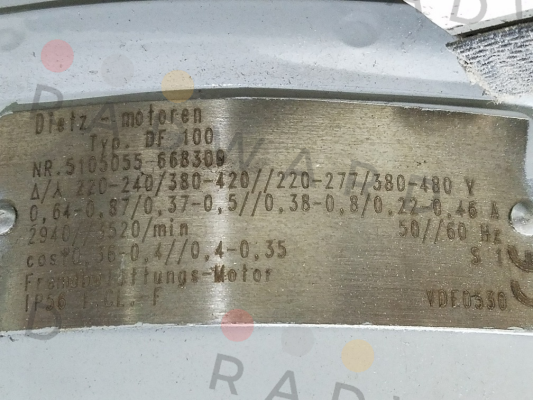 Dietz - motoren
Typ. DF 100
NR.5105055-668309
Δ/⅄ 220-240/380-420//220-277/380-480 V
0,64-0,87/0,37-0,5//0,38-0,8/0,22-0,46 A
2940//3520/min 50//60 Hz
cosφ0,36-0,4//0,4-0,35 S 1
Fremdbelüftungs-Motor
IP56 I.Cl. F VDE0530